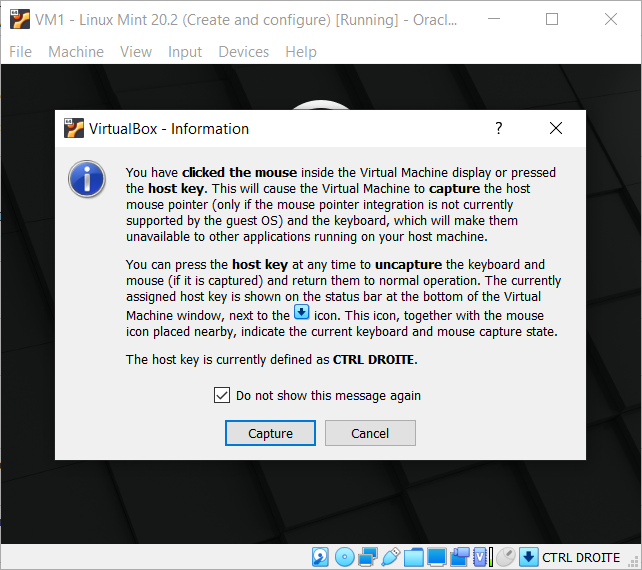 VM1 - Linux Mint 20.2 (Create and configure) [Running] - Oracl...
File Machine View Input Devices Help
VirtualBox - Information
?
You have clicked the mouse inside the Virtual Machine display or pressed
the host key. This will cause the Virtual Machine to capture the host
mouse pointer (only if the mouse pointer integration is not currently
supported by the guest OS) and the keyboard, which will make them
unavailable to other applications running on your host machine.
You can press the host key at any time to uncapture the keyboard and
mouse (if it is captured) and return them to normal operation. The currently
assigned host key is shown on the status bar at the bottom of the Virtual
Machine window, next to the icon. This icon, together with the mouse
icon placed nearby, indicate the current keyboard and mouse capture state.
The host key is currently defined as CTRL DROITE.
Do not show this message again
Capture Cancel
CTRL DROITE